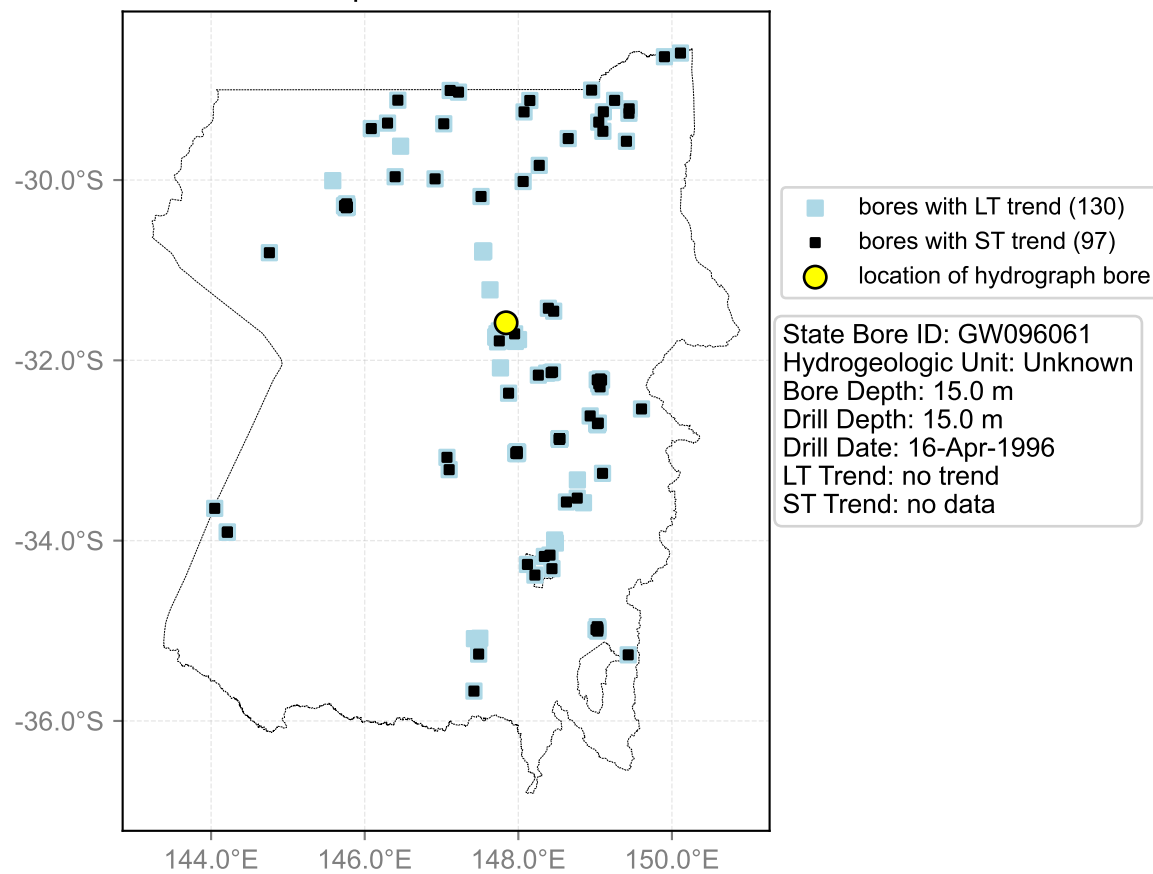 -30.0°S
-32.0°S
-34.0°S
-36.0°S
144.0°E 146.0°E 148.0°E 150.0°E
bores with LT trend (130)
bores with ST trend (97)
location of hydrograph bore
State Bore ID: GW096061
Hydrogeologic Unit: Unknown
Bore Depth: 15.0 m
Drill Depth: 15.0 m
Drill Date: 16-Apr-1996
LT Trend: no trend
ST Trend: no data